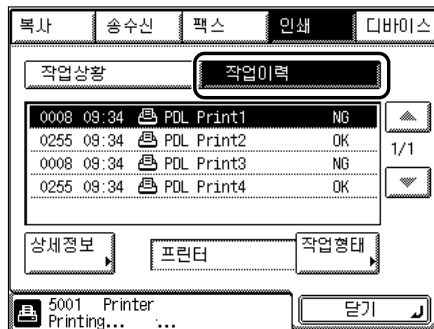 복사 송수신 팩스 인쇄 디바이스
작업상황 작업이력
0008 09:34 PDL Print1 NG
0255 09:34 PDL Print2 OK
0008 09:34 PDL Print3 NG
0255 09:34 PDL Print4 OK
1/1
상세정보 프린터 작업형태
5001 Printer
Printing... ...
닫기